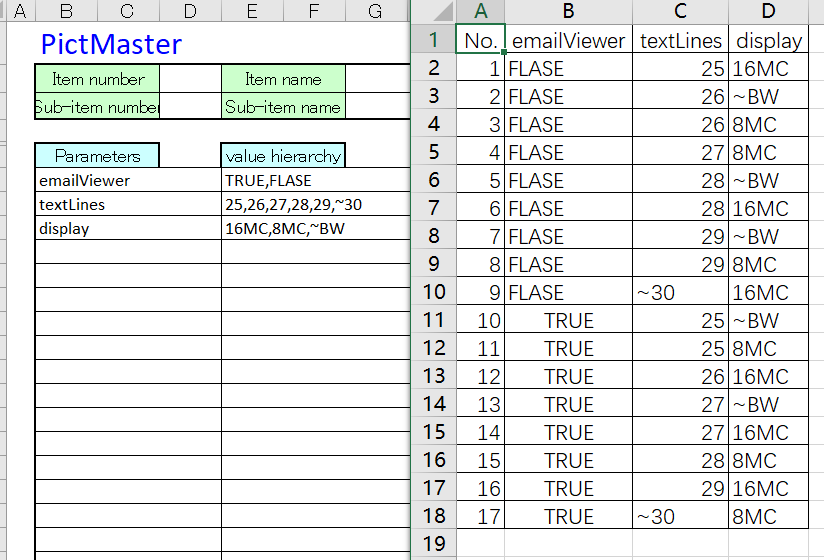 A B C D E F G
PictMaster
Item number Item name
Sub-item number Sub-item name
Parameters value hierarchy
emailViewer TRUE,FLASE
textLines 25,26,27,28,29,~30
display 16MC,8MC,~BW
A B C D
1 No. emailViewer textLines display
2 1 FLASE 25 16MC
3 2 FLASE 26 ~BW
4 3 FLASE 26 8MC
5 4 FLASE 27 8MC
6 5 FLASE 28 ~BW
7 6 FLASE 28 16MC
8 7 FLASE 29 ~BW
9 8 FLASE 29 8MC
10 9 FLASE ~30 16MC
11 10 TRUE 25 ~BW
12 11 TRUE 25 8MC
13 12 TRUE 26 16MC
14 13 TRUE 27 ~BW
15 14 TRUE 27 16MC
16 15 TRUE 28 8MC
17 16 TRUE 29 16MC
18 17 TRUE ~30 8MC
19